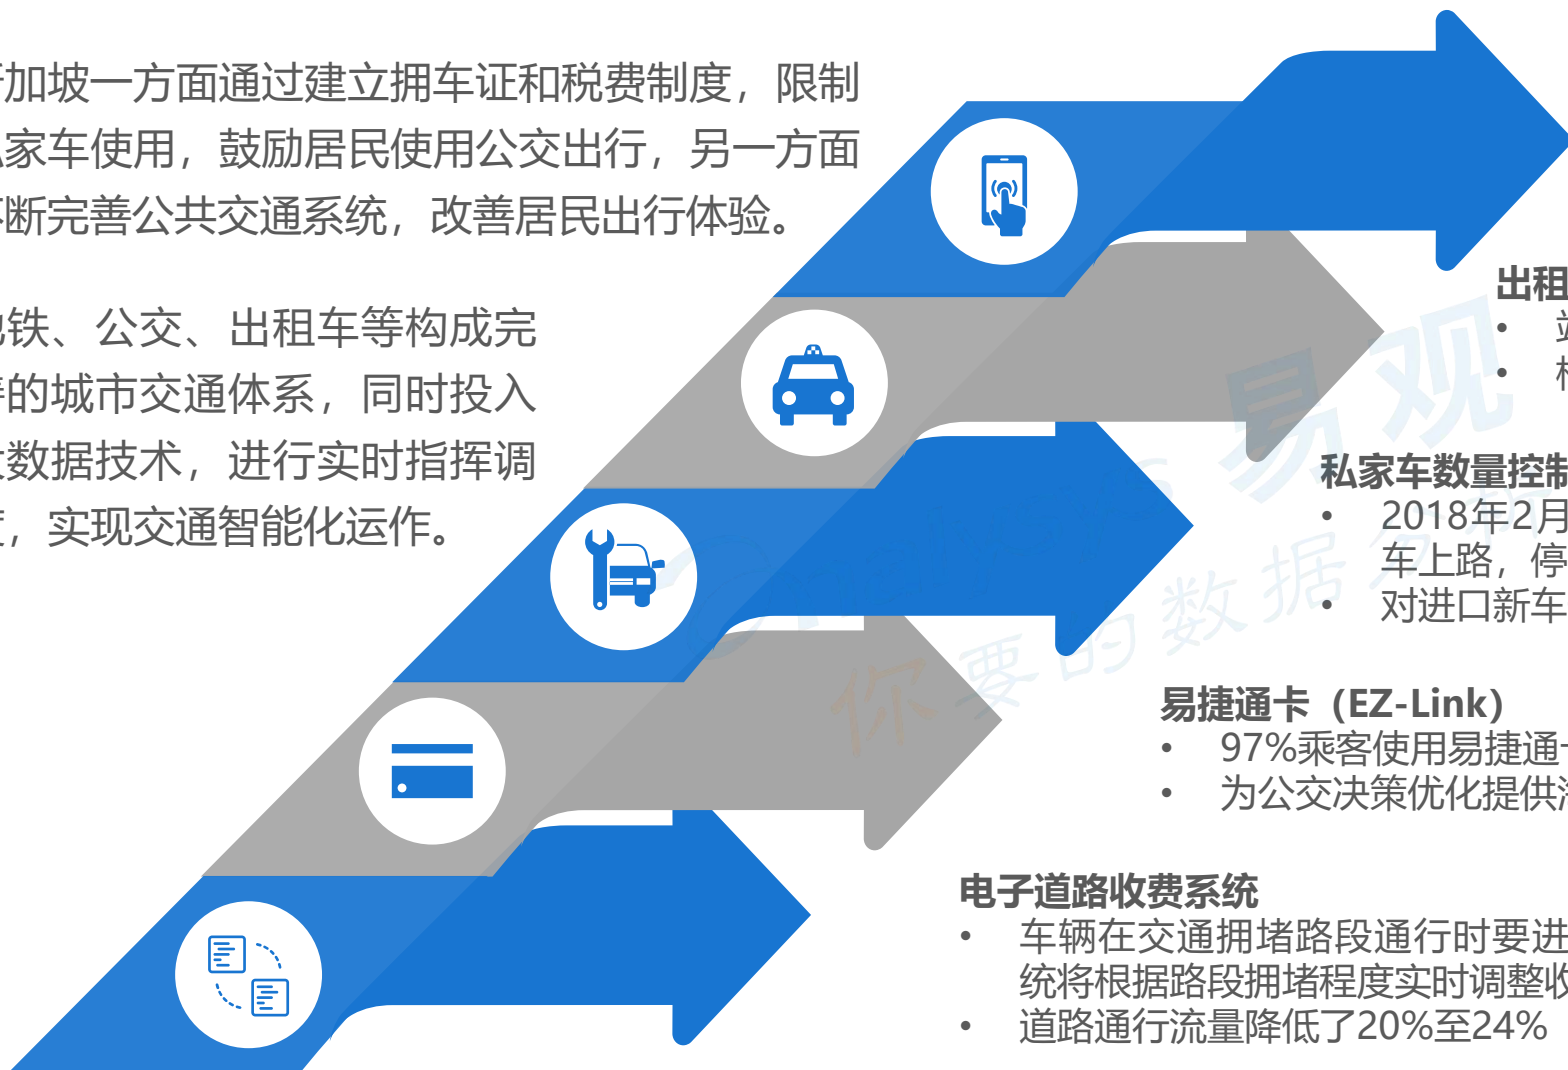 加坡一方面通过建立拥车证和税费制度，限制
家车使用，鼓励居民使用公交出行，另一方面
断完善公共交通系统，改善居民出行体验。
铁、公交、出租车等构成完
的城市交通体系，同时投入
数据技术，进行实时指挥调
，实现交通智能化运作。
出租
•
•
私家车数量控制
• 2018年2月
车上路，停
• 对进口新车
易捷通卡（EZ-Link）
• 97%乘客使用易捷通
• 为公交决策优化提供
电子道路收费系统
• 车辆在交通拥堵路段通行时要进
统将根据路段拥堵程度实时调整收
• 道路通行流量降低了20%至24%
易观
analysys
你要的数据分析